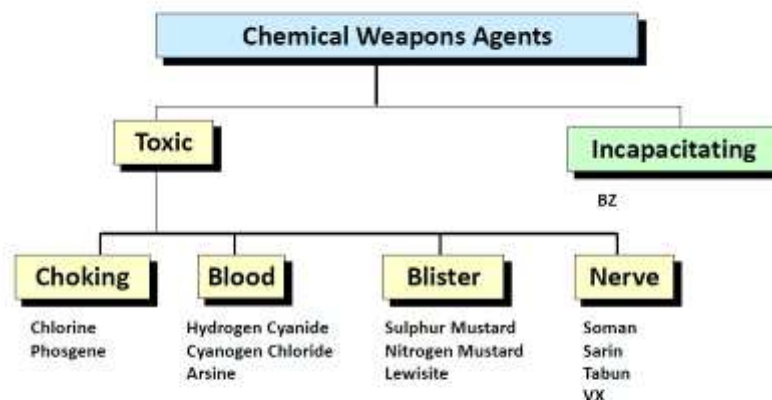 Chemical Weapons Agents
Toxic
Incapacitating
BZ
Choking
Blood
Blister
Nerve
Chlorine
Phosgene
Hydrogen Cyanide
Cyanogen Chloride
Arsine
Sulphur Mustard
Nitrogen Mustard
Lewisite
Soman
Sarin
Tabun
VX